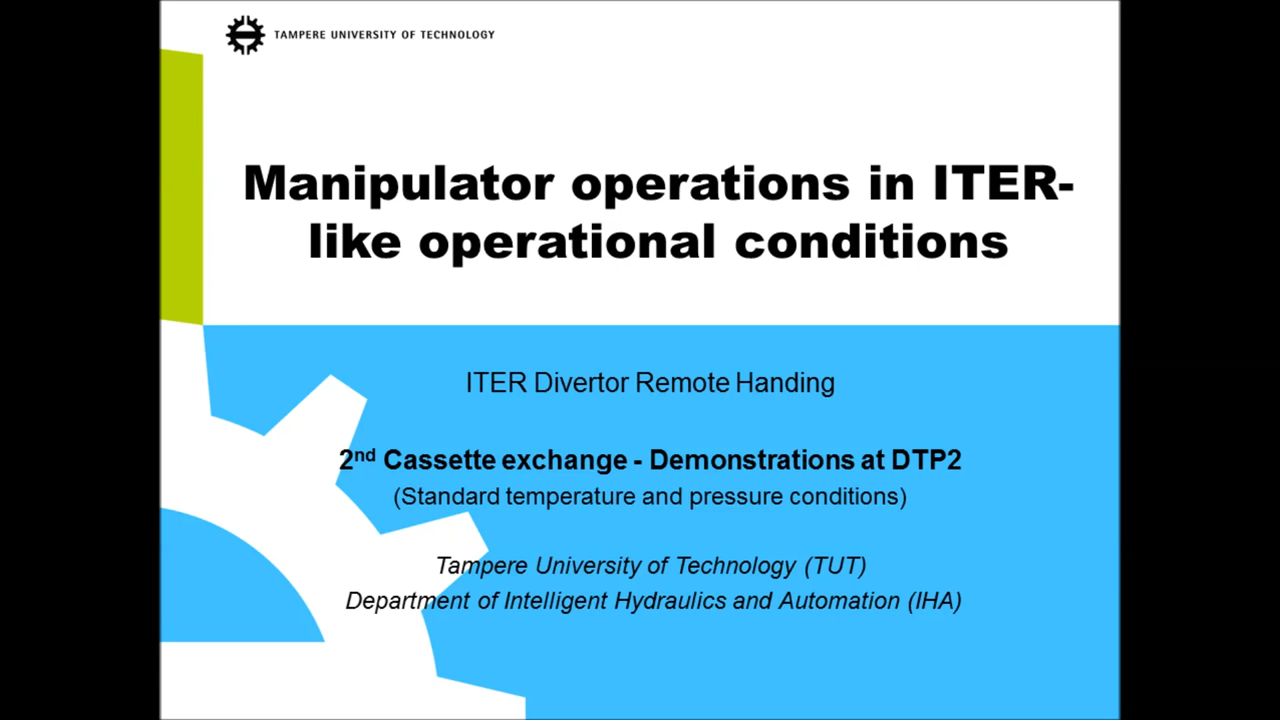 TAMPERE UNIVERSITY OF TECHNOLOGY
Manipulator operations in ITER-
like operational conditions
ITER Divertor Remote Handing
2nd Cassette exchange - Demonstrations at DTP2
(Standard temperature and pressure conditions)
Tampere University of Technology (TUT)
Department of Intelligent Hydraulics and Automation (IHA)